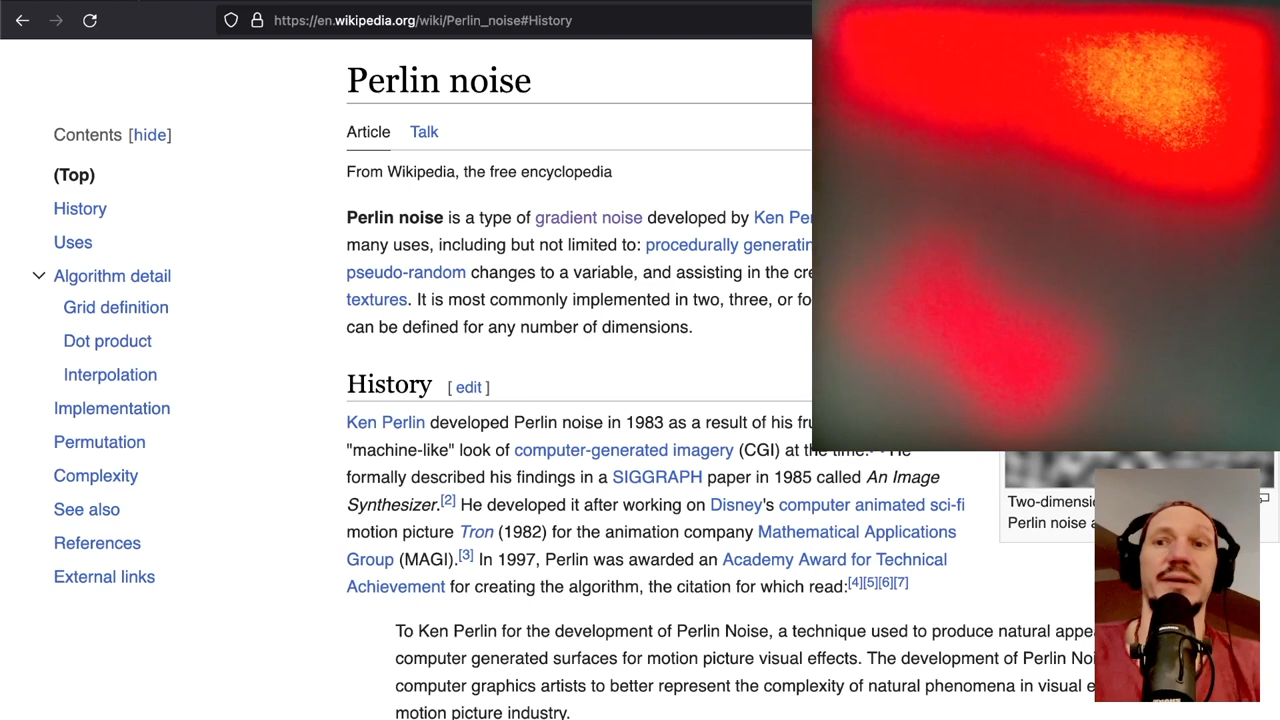 https://en.wikipedia.org/wiki/Perlin_noise#History
Perlin noise
Contents [hide]
(Top)
History
Uses
Algorithm detail
Grid definition
Dot product
Interpolation
Implementation
Permutation
Complexity
See also
References
External links
Article Talk
From Wikipedia, the free encyclopedia
Perlin noise is a type of gradient noise developed by Ken
many uses, including but not limited to: procedurally
pseudo-random changes to a variable, and assisting in the
textures. It is most commonly implemented in two, three, or
can be defined for any number of dimensions.
History [ edit ]
Ken Perlin developed Perlin noise in 1983 as a result of his
"machine-like" look of computer-generated imagery (CGI) at the time. He
formally described his findings in a SIGGRAPH paper in 1985 called An Image
Synthesizer.[2] He developed it after working on Disney's computer animated sci-fi
motion picture Tron (1982) for the animation company Mathematical Applications
Group (MAGI).[3] In 1997, Perlin was awarded an Academy Award for Technical
Achievement for creating the algorithm, the citation for which read:[4][5][6][7]
To Ken Perlin for the development of Perlin Noise, a technique used to produce natural
computer generated surfaces for motion picture visual effects. The development of Perlin
computer graphics artists to better represent the complexity of natural phenomena in visual
motion picture industry.
Perlin noise